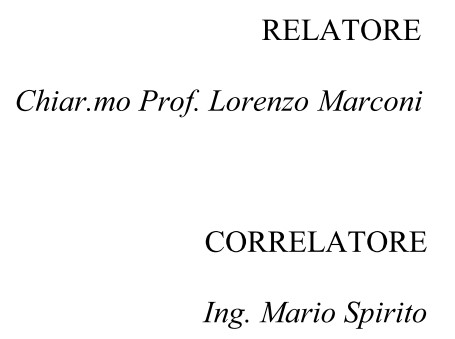 RELATORE
Chiar.mo Prof. Lorenzo Marconi
CORRELATORE
Ing. Mario Spirito